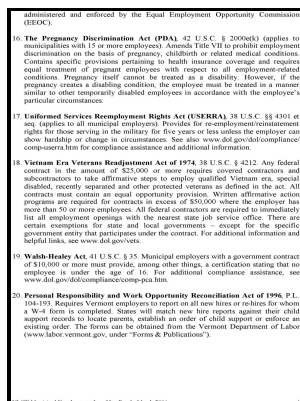 administered and enforced by the Equal Employment Opportunity Commission
(EEOC).
16. The Pregnancy Discrimination Act (PDA), 42 U.S.C. § 2000e(k) (applies to
municipalities with 15 or more employees). Amends Title VII to prohibit employment
discrimination on the basis of pregnancy, childbirth or related medical conditions.
Contains specific provisions pertaining to health insurance coverage and requires
equal treatment of pregnant employees with respect to all employment-related
conditions. Pregnancy itself cannot be treated as a disability. However, if the
pregnancy creates a disabling condition, the employee must be treated in a manner
similar to other temporarily disabled employees in accordance with the employee's
particular circumstances.
17. Uniformed Services Reemployment Rights Act (USERRA), 38 U.S. §§ 4301 et
seq. (applies to all municipal employers). Provides for re-employment/reinstatement
rights for those serving in the military for five years or less unless the employer can
show hardship or change in circumstances. See also www.dol.gov/dol/compliance/
comp-userra.htm for compliance assistance and additional information.
18. Vietnam Era Veterans Readjustment Act of 1974, 38 U.S.C. § 4212. Any federal
contract in the amount of $25,000 or more requires covered contractors and
subcontractors to take affirmative steps to employ qualified Vietnam era, special
disabled, recently separated and other protected veterans as defined in the act. All
contracts must contain an equal opportunity provision. Written affirmative action
programs are required for contracts in excess of $50,000 where the employer has
more than 50 or more employees. All federal contractors are required to immediately
list all employment openings with the nearest state job service office. There are
certain exemptions for state and local governments – except for the specific
government entity that participates under the contract. For additional information and
helpful links, see www.dol.gov/vets.
19. Walsh-Healey Act, 41 U.S.C. § 35. Municipal employers with a government contract
of $10,000 or more must provide, among other things, a certification stating that no
employee is under the age of 16. For additional compliance assistance, see
www.dol.gov/dol/compliance/comp-pca.htm.
20. Personal Responsibility and Work Opportunity Reconciliation Act of 1996, P.L.
104-193. Requires Vermont employers to report on all new hires or re-hires for whom
a W-4 form is completed. States will match new hire reports against their child
support records to locate parents, establish an order of child support or enforce an
existing order. The forms can be obtained from the Vermont Department of Labor
(www.labor.vermont.gov, under "Forms & Publications").